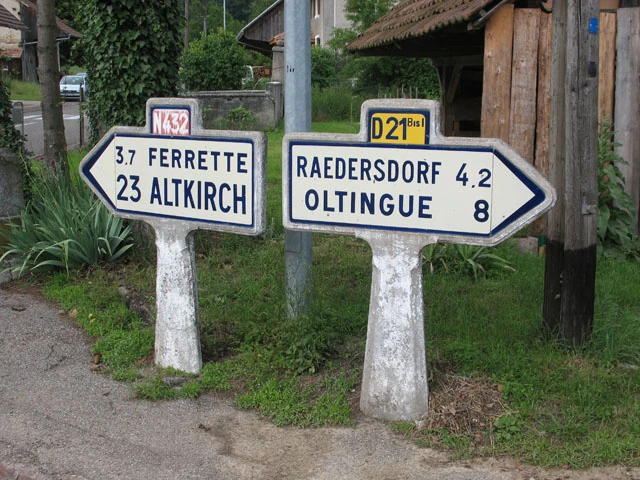 N432
3.7 FERRETTE
23 ALTKIRCH
D21 Bis I
RAEDERSDORF 4.2
OLTINGUE 8